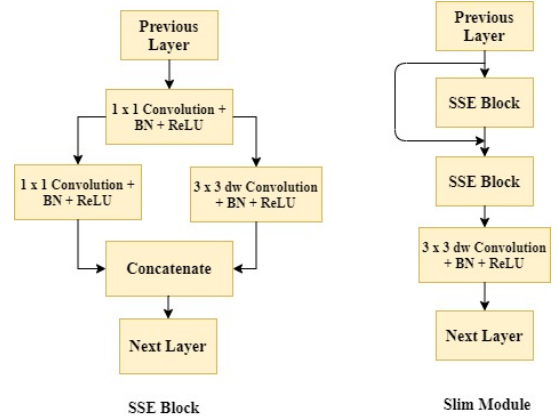 Previous
Layer
1 x 1 Convolution +
BN + ReLU
1 x 1 Convolution +
BN + ReLU
3 x 3 dw Convolution
+ BN + ReLU
Concatenate
Next Layer
SSE Block
Previous
Layer
SSE Block
SSE Block
3 x 3 dw Convolution
+ BN + ReLU
Next Layer
Slim Module